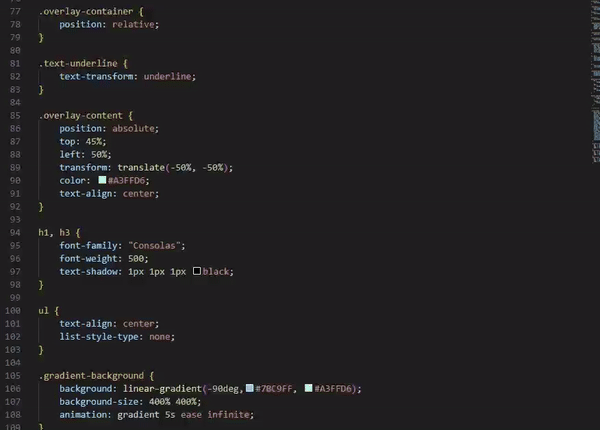 77 .overlay-container {
78 position: relative;
79 }
80
81 .text-underline {
82 text-transform: underline;
83 }
84
85 .overlay-content {
86 position: absolute;
87 top: 45%;
88 left: 50%;
89 transform: translate(-50%, -50%);
90 color: #A3FFD6;
91 text-align: center;
92 }
93
94 h1, h3 {
95 font-family: "Consolas";
96 font-weight: 500;
97 text-shadow: 1px 1px 1px black;
98 }
99
100 ul {
101 text-align: center;
102 list-style-type: none;
103 }
104
105 .gradient-background {
106 background: linear-gradient(-90deg, #7BC9FF, #A3FFD6);
107 background-size: 400% 400%;
108 animation: gradient 5s ease infinite;
109 }